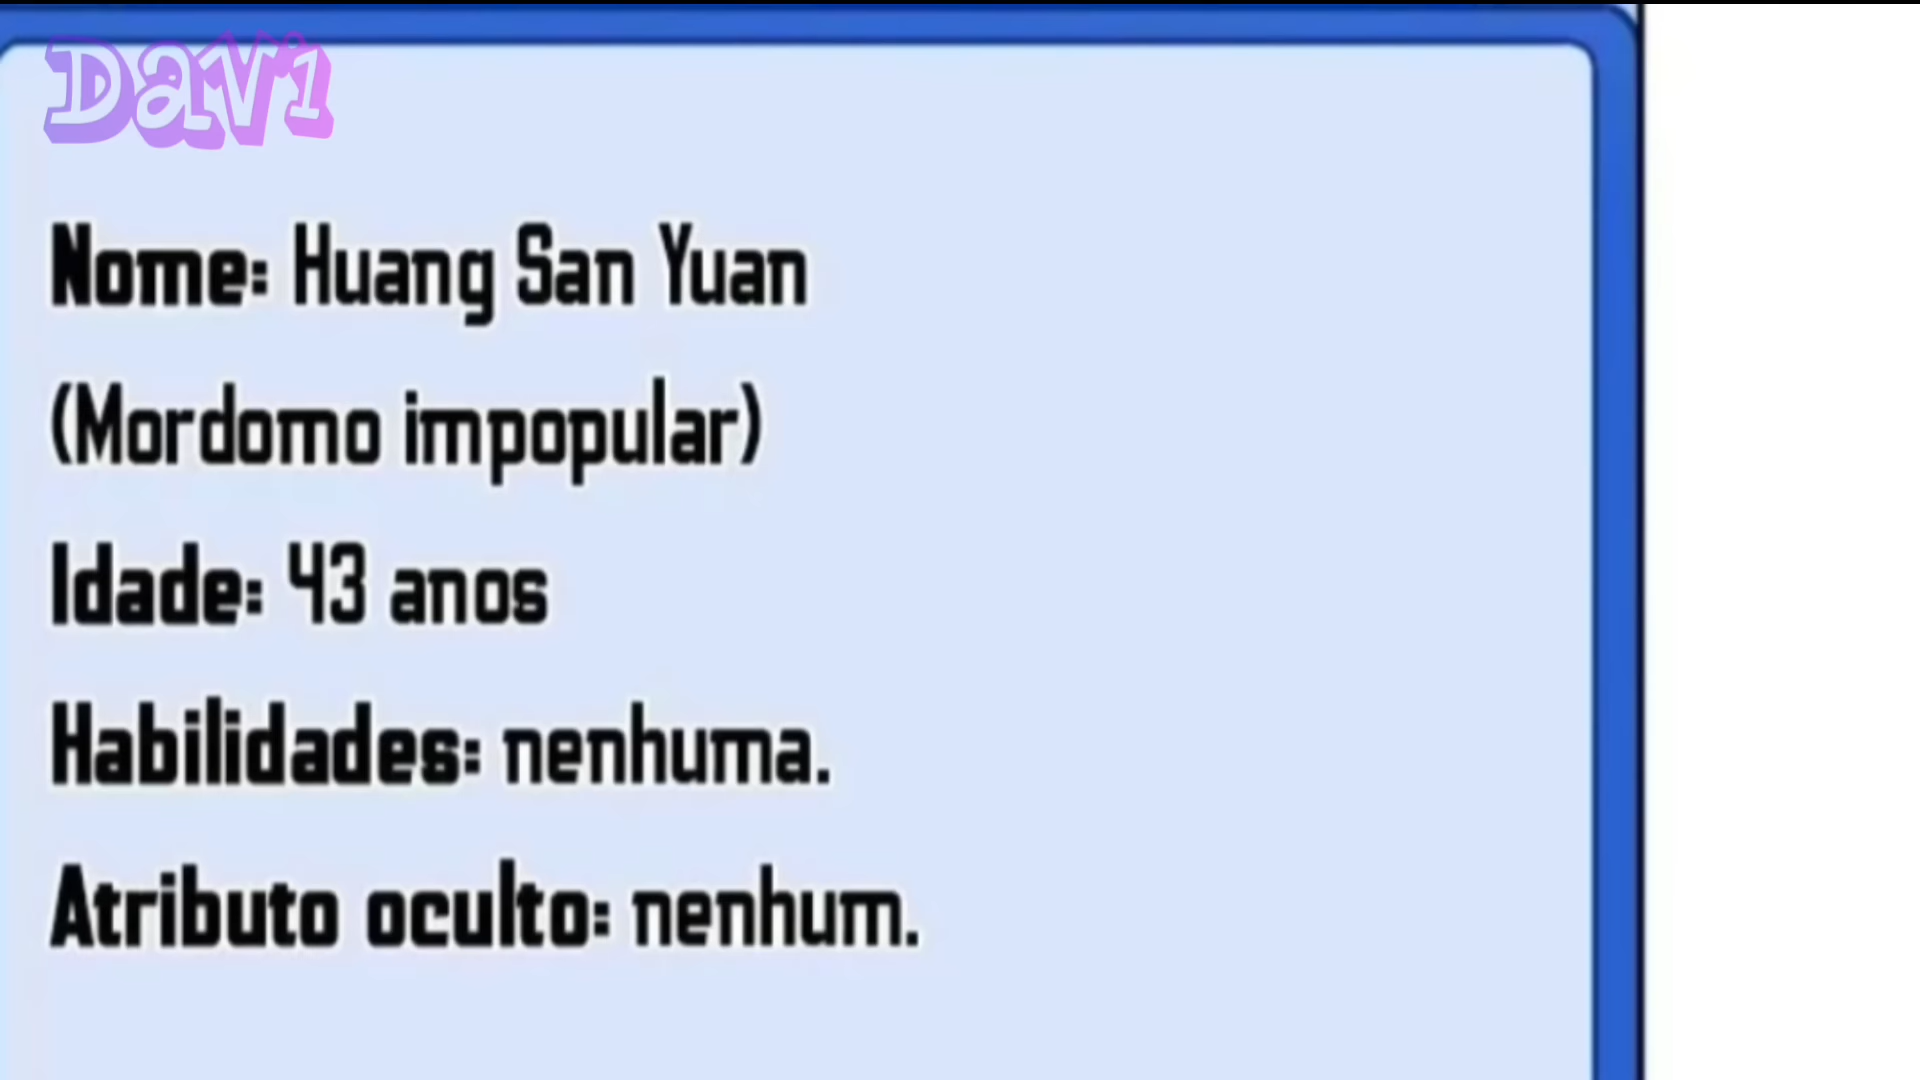 Davi
Nome: Huang San Yuan
(Mordomo impopular)
Idade: 43 anos
Habilidades: nenhuma.
Atributo oculto: nenhum.